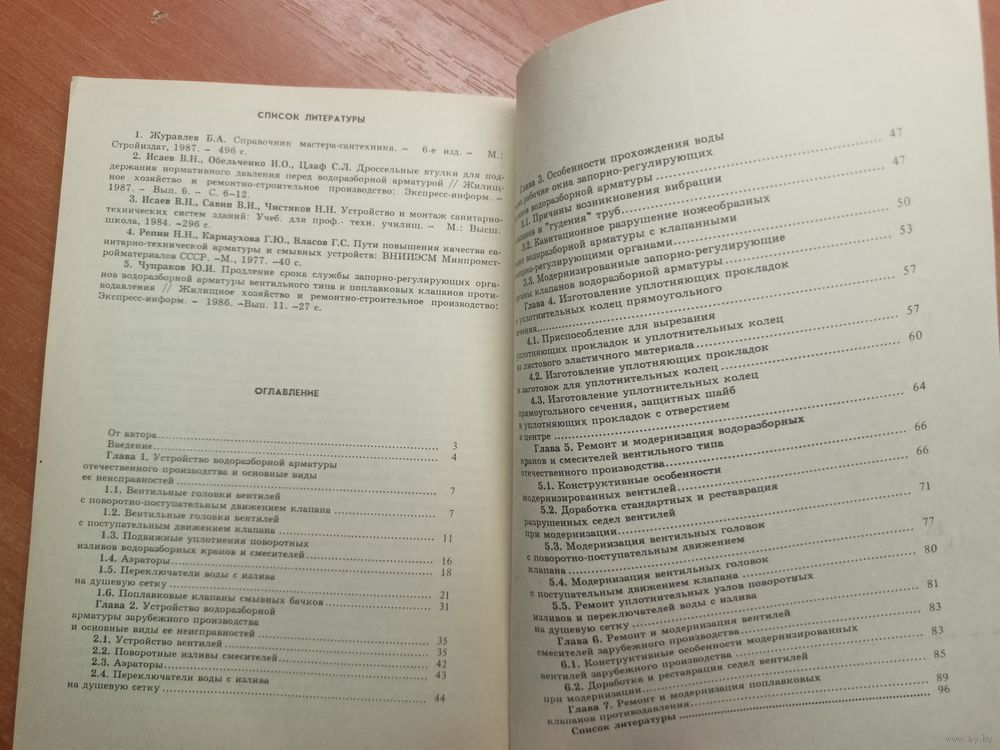 СПИСОК ЛИТЕРАТУРЫ
1. Журавлев Б.А. Справочник мастера-сантехника. – 6-е изд. – М.:
Стройиздат, 1987. – 496 с.
2. Исаев В.Н., Обельченко И.О., Цлаф С.Л. Дроссельные втулки для под-
держания нормативного давления перед водоразборной арматурой // Жилищ-
ное хозяйство и ремонтно-строительное производство: Экспресс-информ. –
1987. – Вып. 6. – С. 6–12.
3. Исаев В.Н., Савин В.Н., Чистяков Н.Н. Устройство и монтаж санитарно-
технических систем зданий: Учеб. для проф.- техн. училищ. – М.: Высш.
школа, 1984. –296 с.
4. Репин Н.Н., Карнаухова Г.Ю., Власов Г.С. Пути повышения качества са-
нитарно-технической арматуры и смывных устройств: ВНИИЭСМ Минпромст-
ройматериалов СССР. –М., 1977. –40 с.
5. Чупраков Ю.И. Продление срока службы запорно-регулирующих орга-
нов водоразборной арматуры вентильного типа и поплавковых клапанов проти-
водавления // Жилищное хозяйство и ремонтно-строительное производство:
Экспресс-информ. – 1986. –Вып. 11. –27 с.
ОГЛАВЛЕНИЕ
От автора 3
Введение 4
Глава 1. Устройство водоразборной арматуры
отечественного производства и основные виды
ее неисправностей 7
1.1. Вентильные головки вентилей
с поворотно-поступательным движением клапана 7
1.2. Вентильные головки вентилей
с поступательным движением клапана 11
1.3. Подвижные уплотнения поворотных
изливов водоразборных кранов и смесителей 16
1.4. Аэраторы 18
1.5. Переключатели воды с излива
на душевую сетку 21
1.6. Поплавковые клапаны смывных бачков 31
Глава 2. Устройство водоразборной
арматуры зарубежного производства
и основные виды ее неисправностей 35
2.1. Устройство вентилей 35
2.2. Поворотные изливы смесителей 42
2.3. Аэраторы 43
2.4. Переключатели воды с излива
на душевую сетку 44
Глава 3. Особенности прохождения воды
рабочие окна запорно-регулирующих
водоразборной арматуры 47
3.1. Причины возникновения вибрации
и "гудения" труб 47
3.2. Кавитационное разрушение ножеобразных
водоразборной арматуры с клапанными
запорно-регулирующими органами 50
3.3. Модернизированные запорно-регулирующие
клапанов водоразборной арматуры 53
Глава 4. Изготовление уплотняющих прокладок
и уплотнительных колец прямоугольного
сечения 57
4.1. Приспособление для вырезания
уплотняющих прокладок и уплотнительных колец
из листового эластичного материала 57
4.2. Изготовление уплотняющих прокладок
и заготовок для уплотнительных колец 60
4.3. Изготовление уплотнительных колец
прямоугольного сечения, защитных шайб
и уплотняющих прокладок с отверстием
в центре 64
Глава 5. Ремонт и модернизация водоразборных
кранов и смесителей вентильного типа
отечественного производства 66
5.1. Конструктивные особенности
модернизированных вентилей 66
5.2. Доработка стандартных и реставрация
разрушенных седел вентилей
при модернизации 71
5.3. Модернизация вентильных головок
с поворотно-поступательным движением
клапана 77
5.4. Модернизация вентильных головок
с поступательным движением клапана 80
5.5. Ремонт уплотнительных узлов поворотных
изливов и переключателей воды с излива
на душевую сетку 81
Глава 6. Ремонт и модернизация вентилей
смесителей зарубежного производства 83
6.1. Конструктивные особенности модернизированных
вентилей зарубежного производства 83
6.2. Доработка и реставрация седел вентилей
при модернизации 85
Глава 7. Ремонт и модернизация поплавковых
клапанов противодавления 89
Список литературы 96
www.ay.by